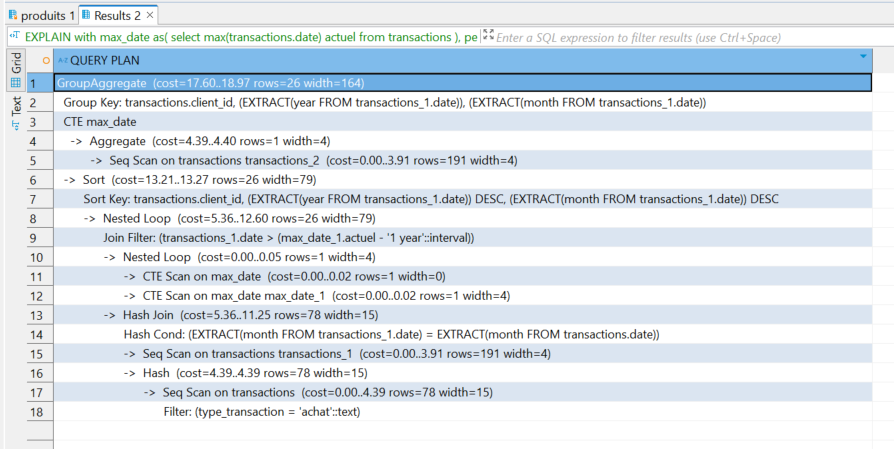 produits 1 Results 2 ×
EXPLAIN with max_date as( select max(transactions.date) actuel from transactions ), pe Enter a SQL expression to filter results (use Ctrl+Space)
Grid
Text
A-Z QUERY PLAN
1 GroupAggregate (cost=17.60..18.97 rows=26 width=164)
2 Group Key: transactions.client_id, (EXTRACT(year FROM transactions_1.date)), (EXTRACT(month FROM transactions_1.date))
3 CTE max_date
4 -> Aggregate (cost=4.39..4.40 rows=1 width=4)
5 -> Seq Scan on transactions transactions_2 (cost=0.00..3.91 rows=191 width=4)
6 -> Sort (cost=13.21..13.27 rows=26 width=79)
7 Sort Key: transactions.client_id, (EXTRACT(year FROM transactions_1.date)) DESC, (EXTRACT(month FROM transactions_1.date)) DESC
8 -> Nested Loop (cost=5.36..12.60 rows=26 width=79)
9 Join Filter: (transactions_1.date > (max_date_1.actuel - '1 year'::interval))
10 -> Nested Loop (cost=0.00..0.05 rows=1 width=4)
11 -> CTE Scan on max_date (cost=0.00..0.02 rows=1 width=0)
12 -> CTE Scan on max_date max_date_1 (cost=0.00..0.02 rows=1 width=4)
13 -> Hash Join (cost=5.36..11.25 rows=78 width=15)
14 Hash Cond: (EXTRACT(month FROM transactions_1.date) = EXTRACT(month FROM transactions.date))
15 -> Seq Scan on transactions transactions_1 (cost=0.00..3.91 rows=191 width=4)
16 -> Hash (cost=4.39..4.39 rows=78 width=15)
17 -> Seq Scan on transactions (cost=0.00..4.39 rows=78 width=15)
18 Filter: (type_transaction = 'achat'::text)